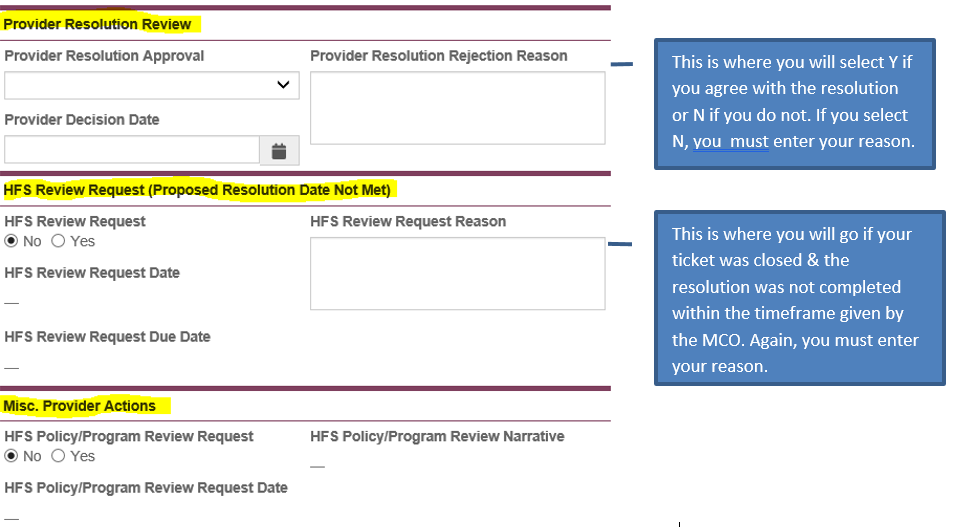 Provider Resolution Review
Provider Resolution Approval
Provider Resolution Rejection Reason
Provider Decision Date
This is where you will select Y if
you agree with the resolution
or N if you do not. If you select
N, you must enter your reason.
HFS Review Request (Proposed Resolution Date Not Met)
HFS Review Request
No Yes
HFS Review Request Reason
HFS Review Request Date
—
HFS Review Request Due Date
—
This is where you will go if your
ticket was closed & the
resolution was not completed
within the timeframe given by
the MCO. Again, you must enter
your reason.
Misc. Provider Actions
HFS Policy/Program Review Request
No Yes
HFS Policy/Program Review Narrative
—
HFS Policy/Program Review Request Date
—